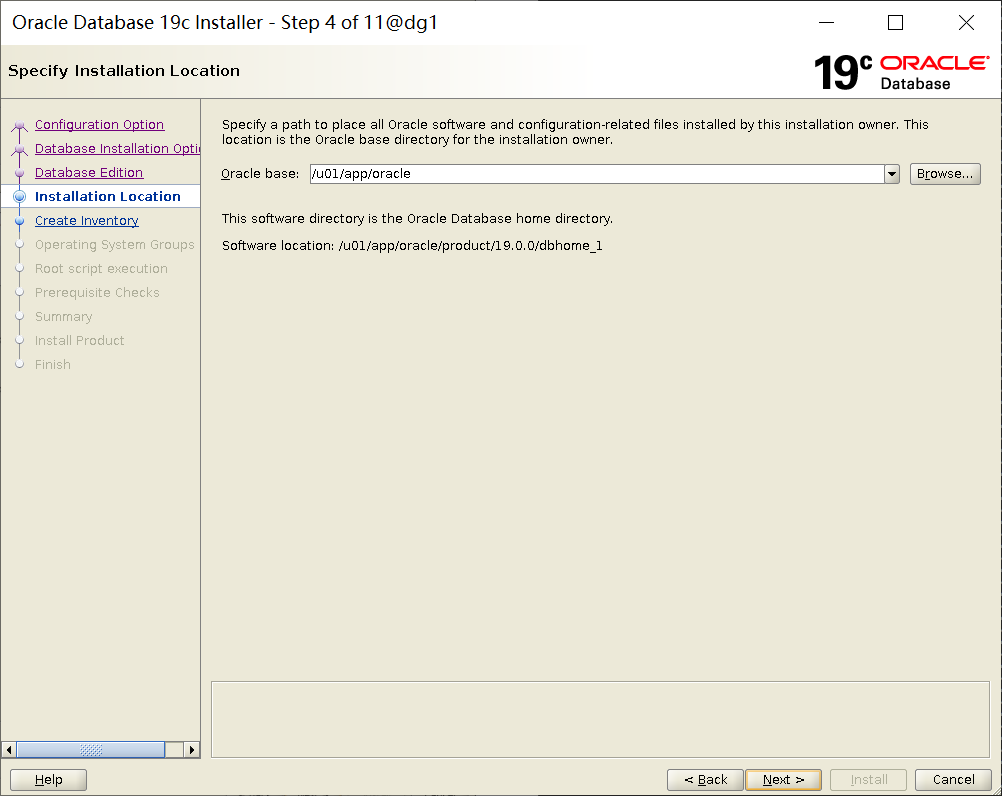 Oracle Database 19c Installer - Step 4 of 11@dg1
Specify Installation Location
19c ORACLE
Database
Configuration Option
Database Installation Opti
Database Edition
Installation Location
Create Inventory
Operating System Groups
Root script execution
Prerequisite Checks
Summary
Install Product
Finish
Specify a path to place all Oracle software and configuration-related files installed by this installation owner. This
location is the Oracle base directory for the installation owner.
Oracle base: /u01/app/oracle Browse...
This software directory is the Oracle Database home directory.
Software location: /u01/app/oracle/product/19.0.0/dbhome_1
Help < Back Next > Install Cancel